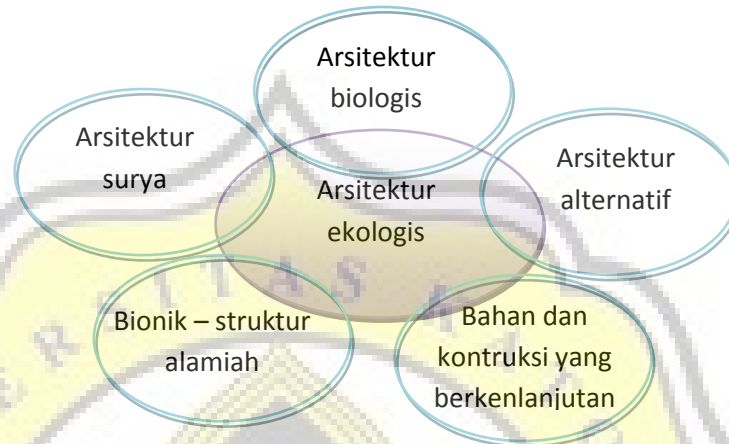 Arsitektur
biologis
Arsitektur
surya
Arsitektur
alternatif
Arsitektur
ekologis
Bionik – struktur
alamiah
Bahan dan
kontruksi yang
berkenlanjutan